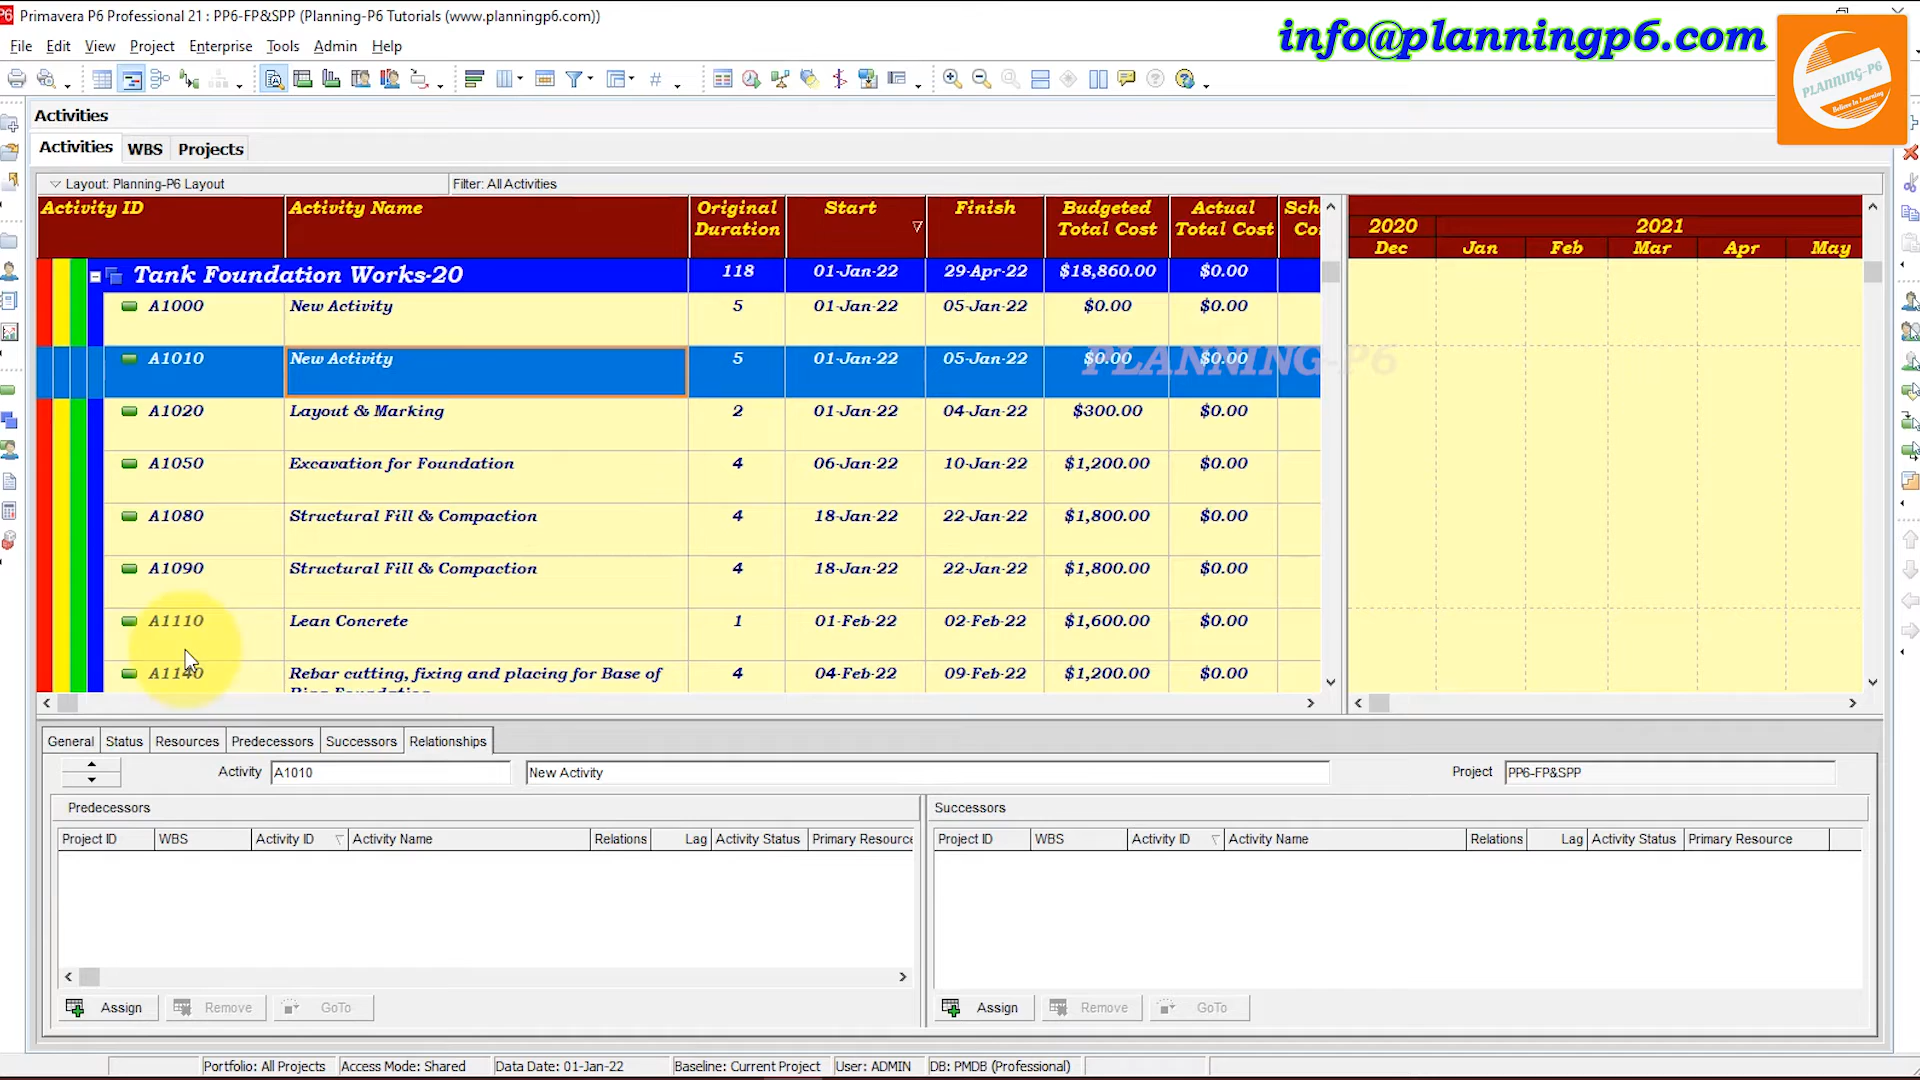 Primavera P6 Professional 21 : PP6-FP&SPP (Planning-P6 Tutorials (www.planningp6.com))
info@planningp6.com
PLANNING-P6
Believe In Learning
File Edit View Project Enterprise Tools Admin Help
Activities
Activities WBS Projects
Layout: Planning-P6 Layout Filter: All Activities
Activity ID Activity Name Original Duration Start Finish Budgeted Total Cost Actual Total Cost Sch Co
2020 2021
Dec Jan Feb Mar Apr May
Tank Foundation Works-20 118 01-Jan-22 29-Apr-22 $18,860.00 $0.00
A1000 New Activity 5 01-Jan-22 05-Jan-22 $0.00 $0.00
A1010 New Activity 5 01-Jan-22 05-Jan-22 $0.00 $0.00
PLANNING-P6
A1020 Layout & Marking 2 01-Jan-22 04-Jan-22 $300.00 $0.00
A1050 Excavation for Foundation 4 06-Jan-22 10-Jan-22 $1,200.00 $0.00
A1080 Structural Fill & Compaction 4 18-Jan-22 22-Jan-22 $1,800.00 $0.00
A1090 Structural Fill & Compaction 4 18-Jan-22 22-Jan-22 $1,800.00 $0.00
A1110 Lean Concrete 1 01-Feb-22 02-Feb-22 $1,600.00 $0.00
A1140 Rebar cutting, fixing and placing for Base of 4 04-Feb-22 09-Feb-22 $1,200.00 $0.00
General Status Resources Predecessors Successors Relationships
Activity A1010 New Activity Project PP6-FP&SPP
Predecessors Successors
Project ID WBS Activity ID Activity Name Relations Lag Activity Status Primary Resource Project ID WBS Activity ID Activity Name Relations Lag Activity Status Primary Resource
Assign Remove GoTo Assign Remove GoTo
Portfolio: All Projects Access Mode: Shared Data Date: 01-Jan-22 Baseline: Current Project User: ADMIN DB: PMDB (Professional)